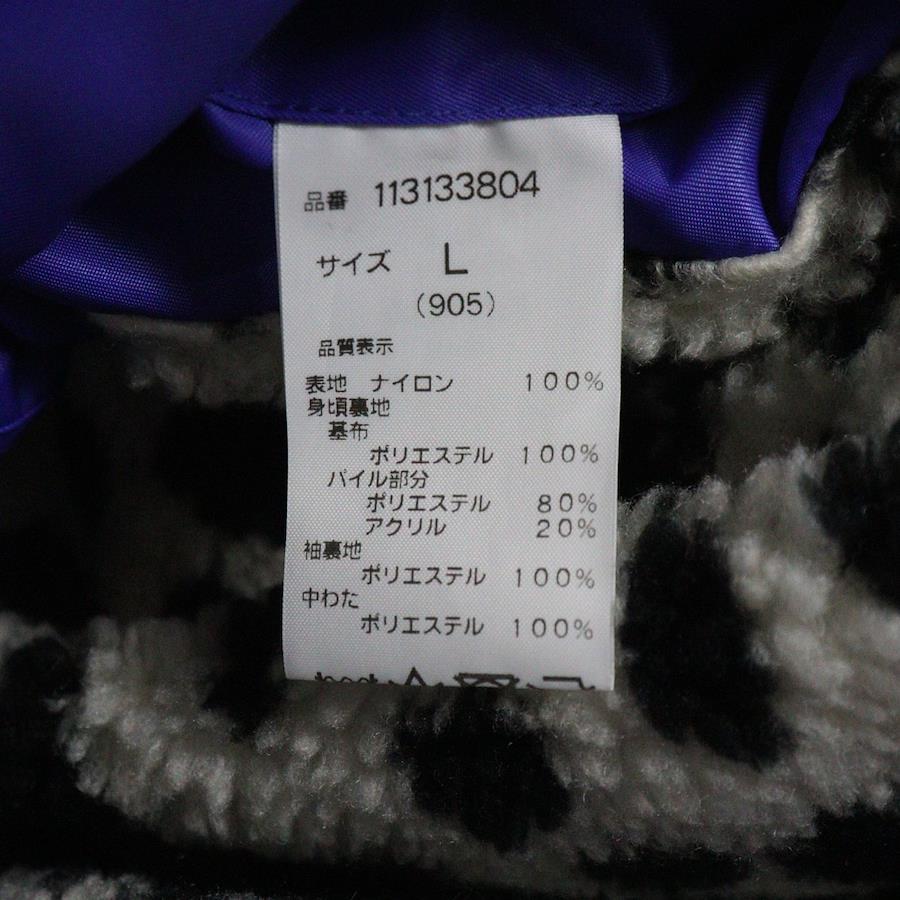 品番 113133804
サイズ L
(905)
品質表示
表地 ナイロン 100%
身頃裏地
基布
ポリエステル 100%
パイル部分
ポリエステル 80%
アクリル 20%
袖裏地
ポリエステル 100%
中わた
ポリエステル 100%